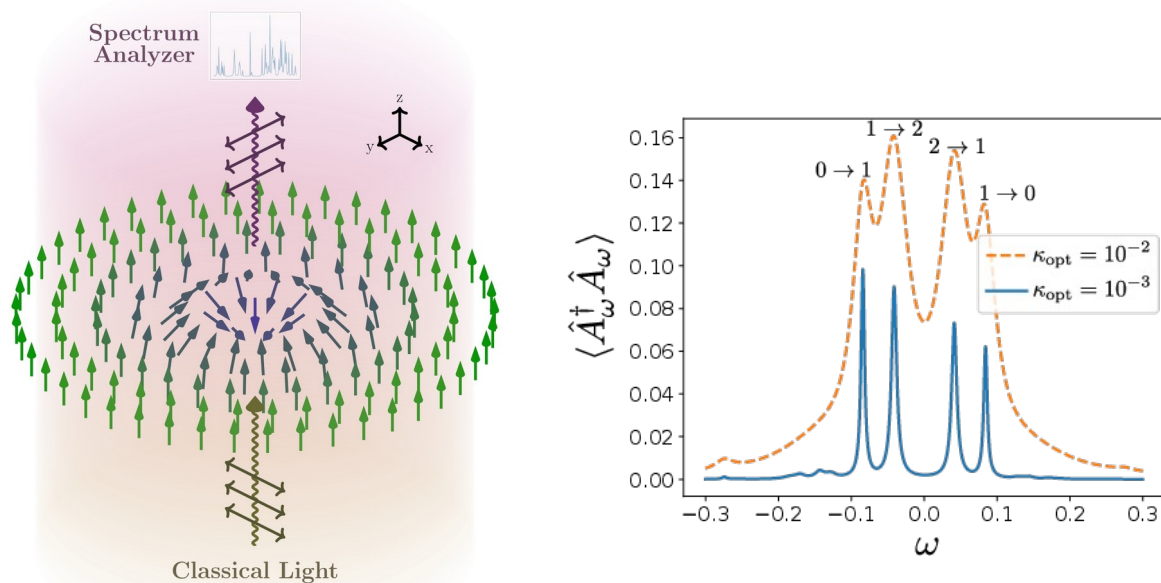 Spectrum
Analyzer
z
y
x
Classical Light
⟨Â†ω Âω⟩
0.16
0.14
0.12
0.10
0.08
0.06
0.04
0.02
0.00
0 → 1
1 → 2
2 → 1
1 → 0
κopt = 10⁻²
κopt = 10⁻³
−0.3
−0.2
−0.1
0.0
0.1
0.2
0.3
ω